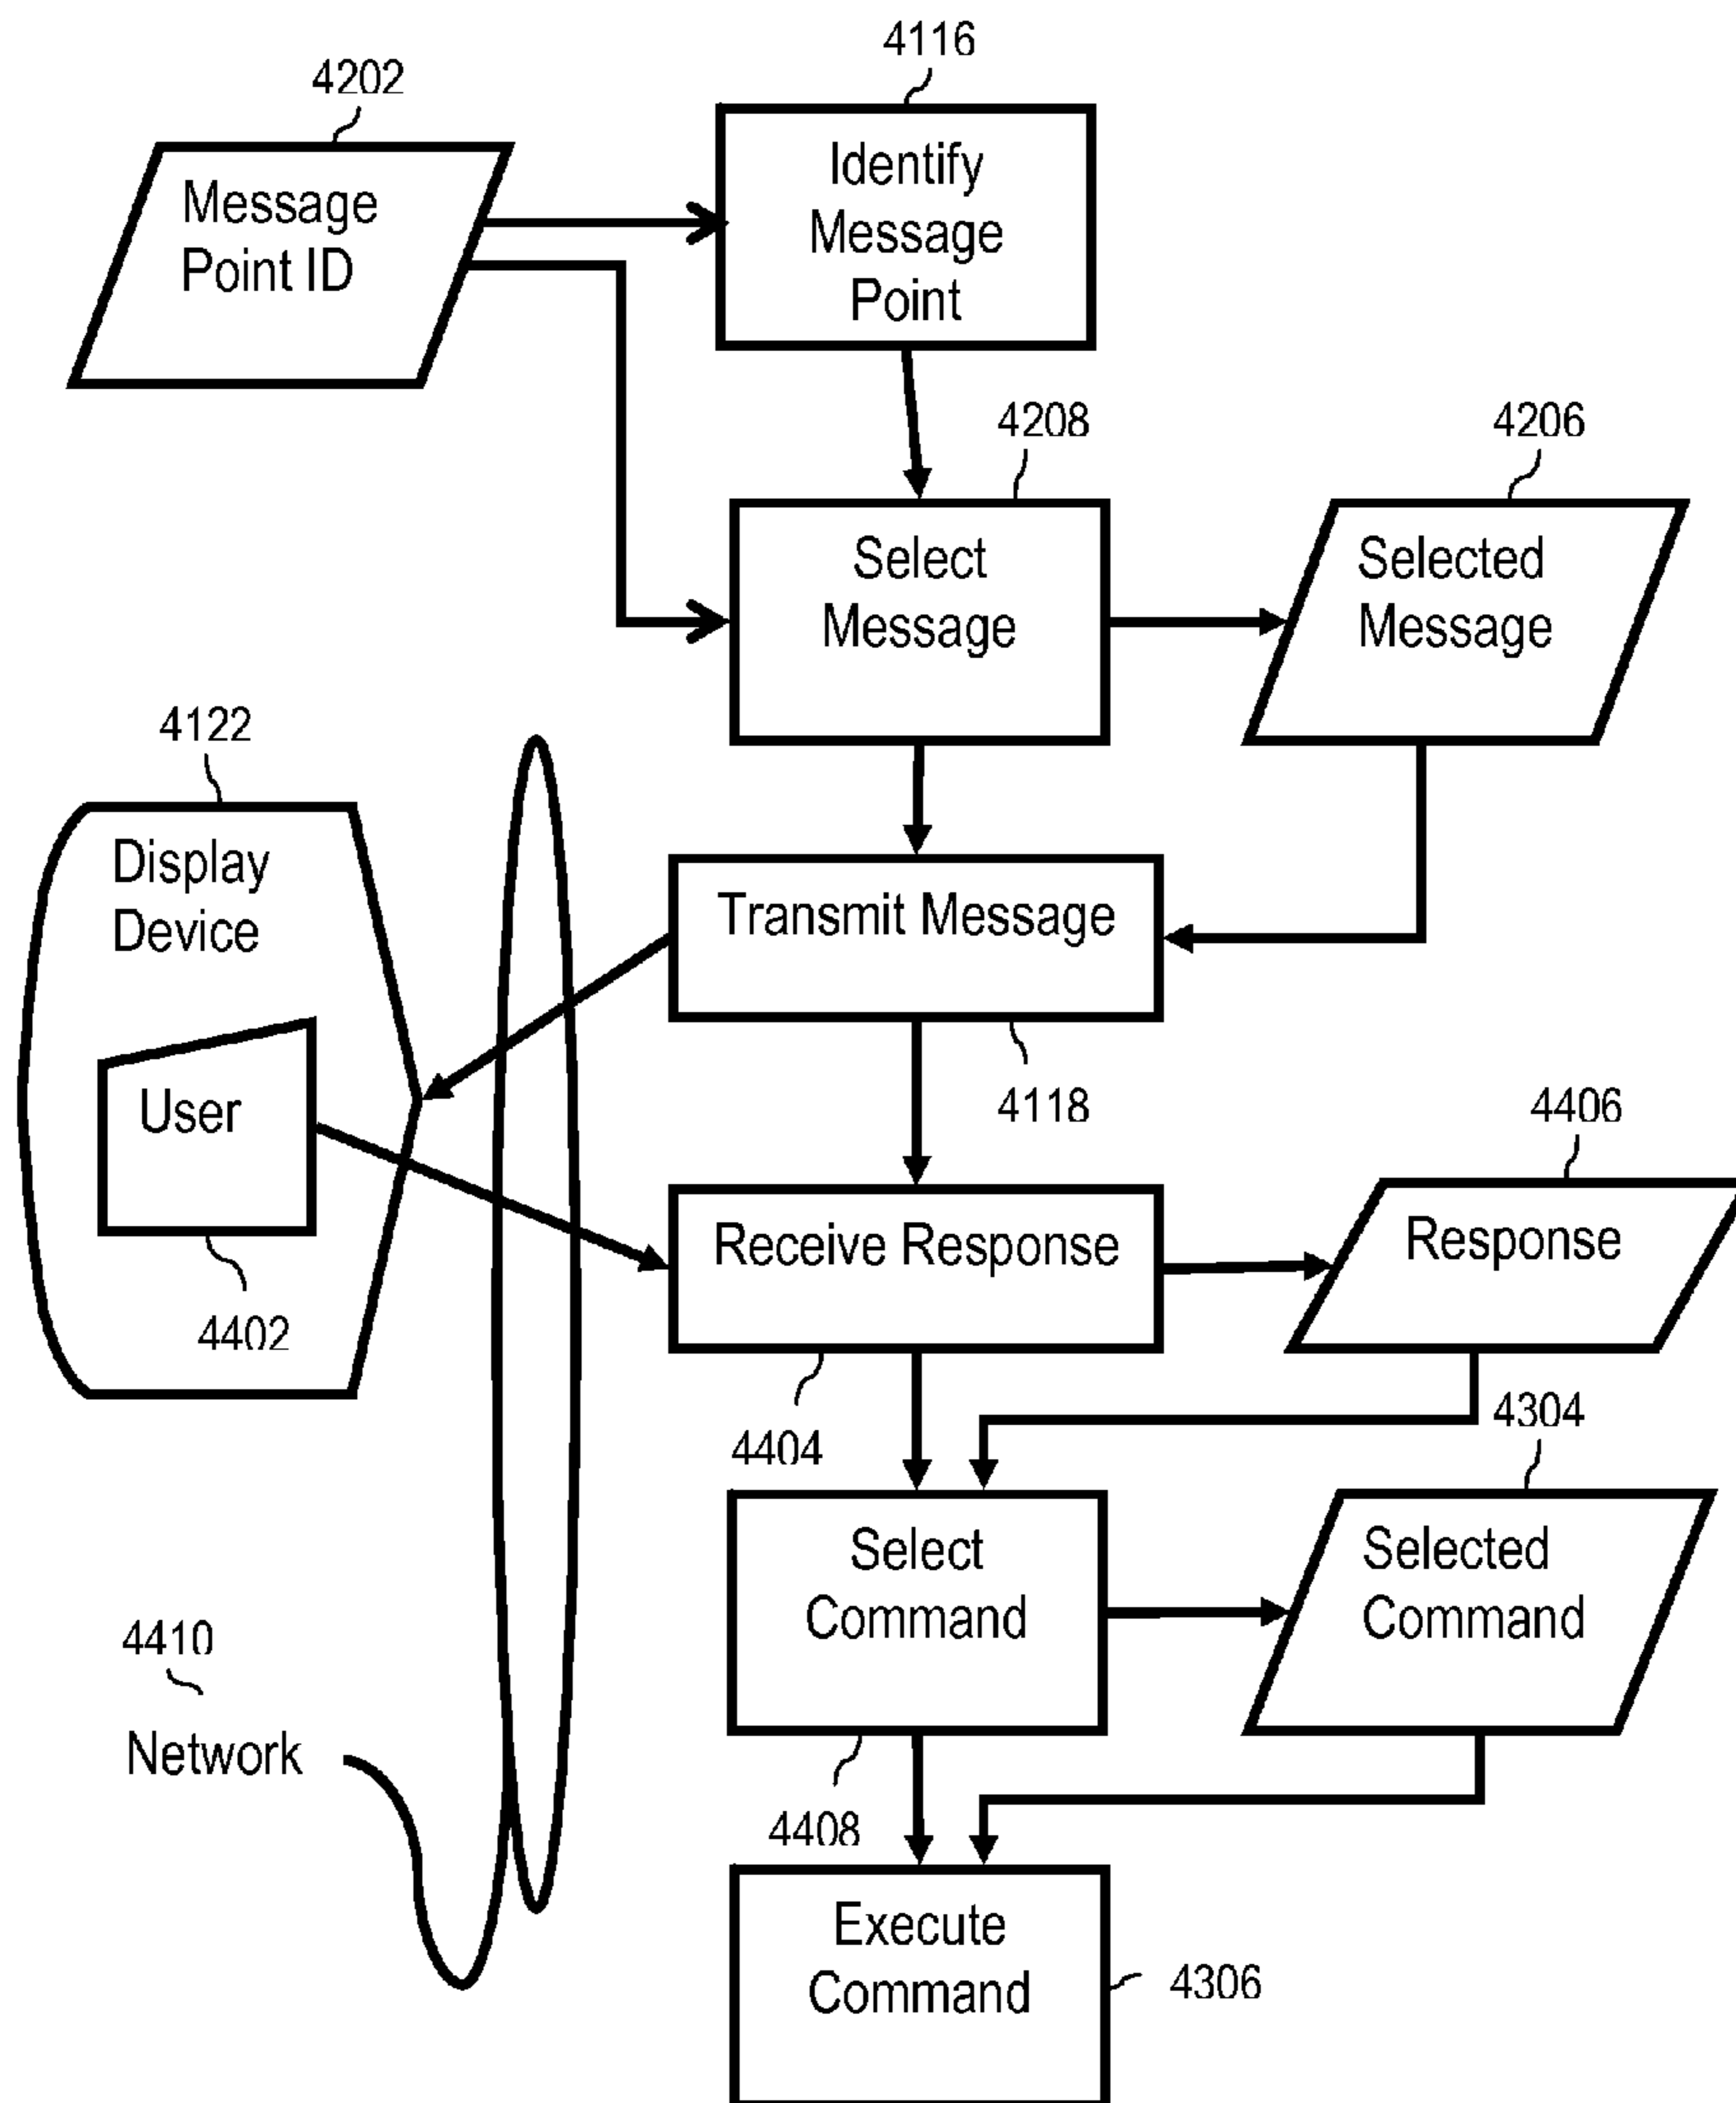 4116
4202
Identify
Message
Point
Message
Point ID
4208
4206
Select
Message
Selected
Message
4122
Display
Device
Transmit Message
4118
User
4402
4406
Receive Response
Response
4404
4304
Select
Command
Selected
Command
4410
Network
4408
Execute
Command
4306